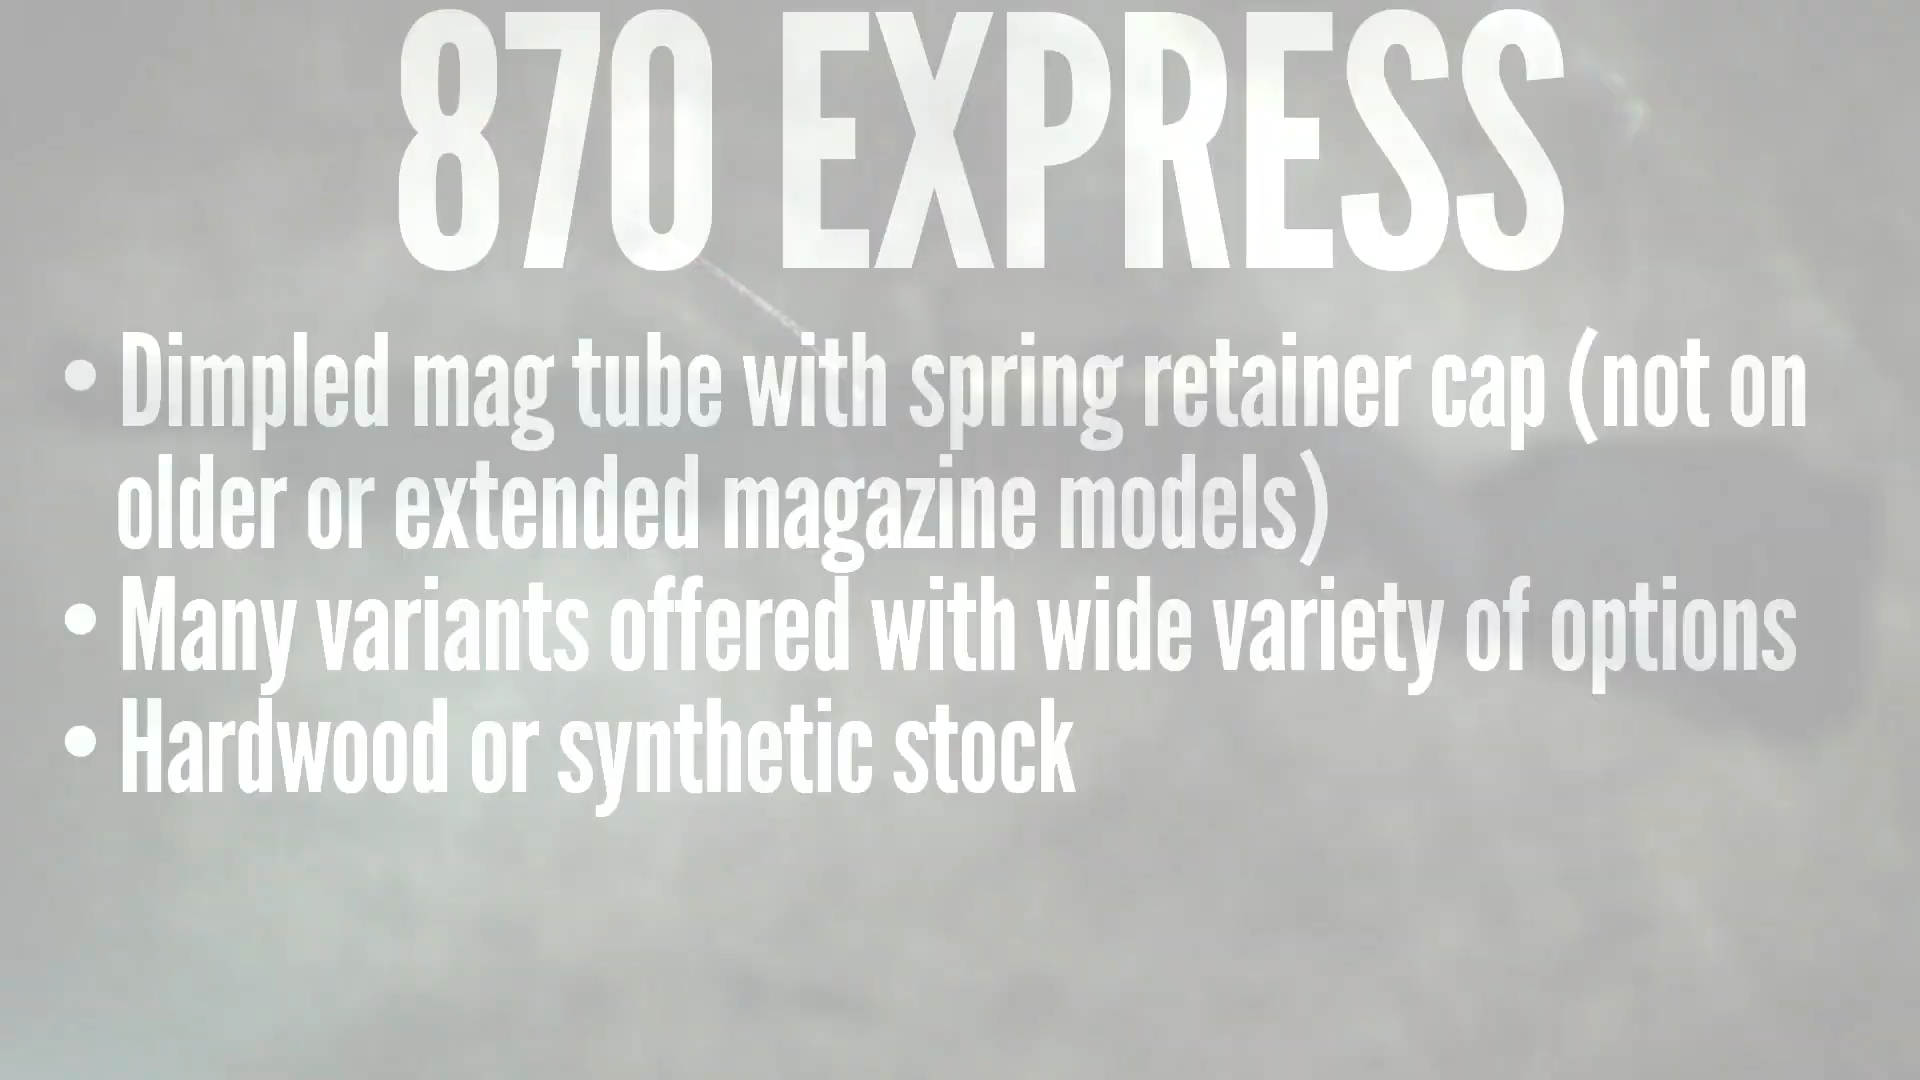 870 EXPRESS
• Dimpled mag tube with spring retainer cap (not on
older or extended magazine models)
• Many variants offered with wide variety of options
• Hardwood or synthetic stock